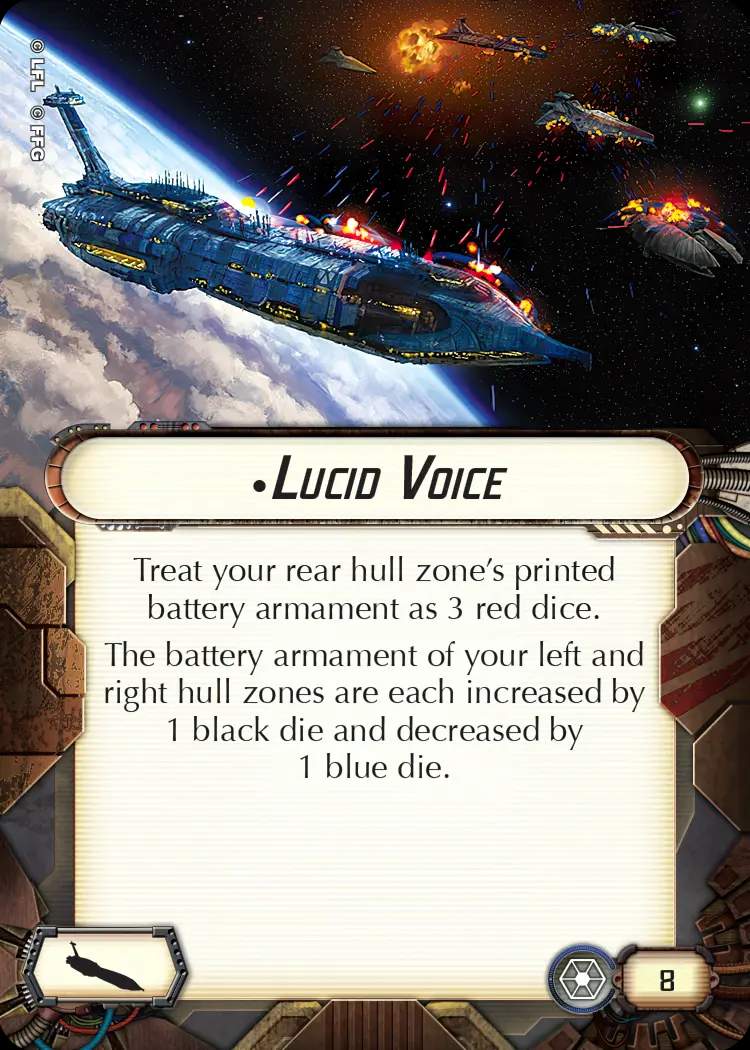 © LFL © FFG
•Lucid Voice
Treat your rear hull zone’s printed
battery armament as 3 red dice.
The battery armament of your left and
right hull zones are each increased by
1 black die and decreased by
1 blue die.
8